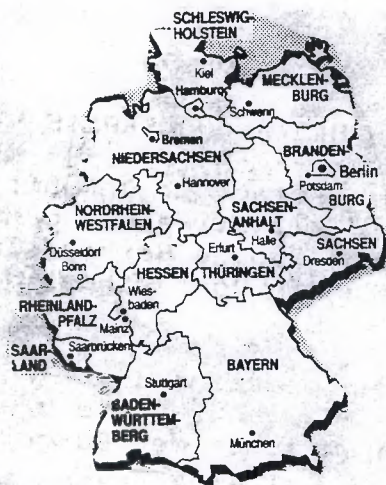 SCHLESWIG-
HOLSTEIN
Kiel
MECKLEN-
BURG
Hamburg
Schwerin
Bremen
NIEDERSACHSEN
BRANDEN-
Berlin
Hannover
Potsdam
BURG
NORDRHEIN-
WESTFALEN
SACHSEN-
ANHALT
Halle
Düsseldorf
Bonn
Erfurt
SACHSEN
Dresden
HESSEN
THÜRINGEN
RHEINLAND-
PFALZ
Wies-
baden
Mainz
SAAR-
LAND
Saarbrücken
BAYERN
Stuttgart
BADEN-
WÜRTTEM-
BERG
München